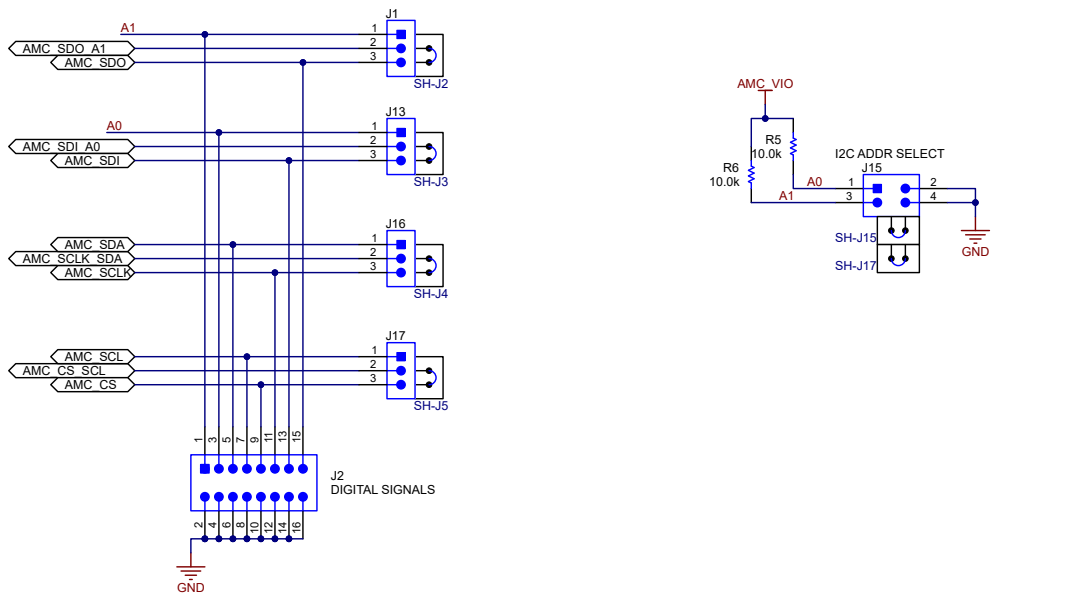 J1
A1
1
AMC_SDO_A1
2
AMC_SDO
3
SH-J2
J13
A0
1
AMC_SDI_A0
2
AMC_SDI
3
SH-J3
J16
AMC_SDA
1
AMC_SCLK_SDA
2
AMC_SCLK
3
SH-J4
J17
AMC_SCL
1
AMC_CS_SCL
2
AMC_CS
3
SH-J5
1 3 5 7 9 11 13 15
J2
DIGITAL SIGNALS
2 4 6 8 10 12 14 16
GND
AMC_VIO
R5
10.0k
R6
10.0k
I2C ADDR SELECT
J15
A0 1 2
A1 3 4
SH-J15
SH-J17
GND